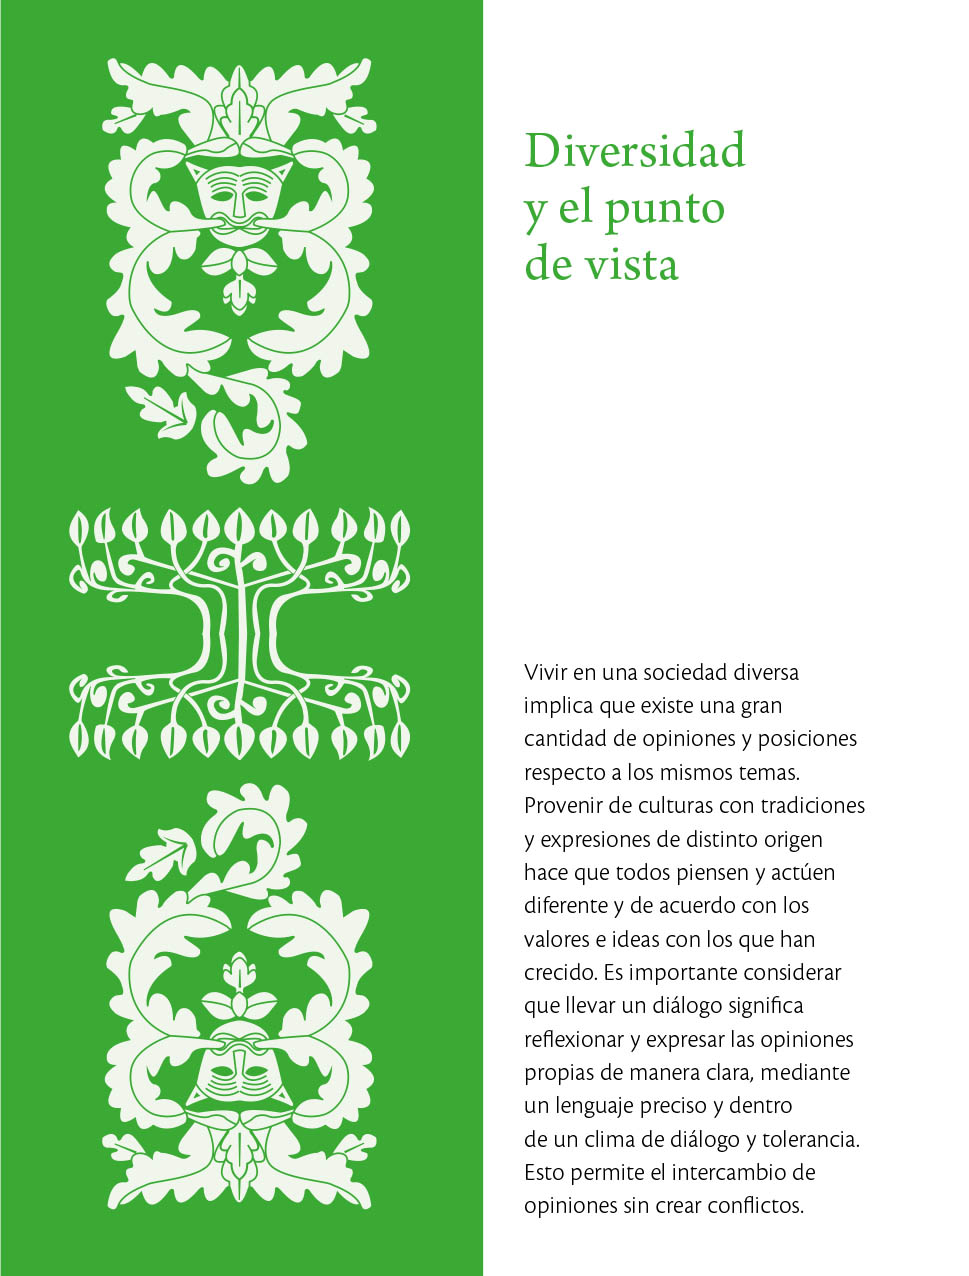 Diversidad
y el punto
de vista
Vivir en una sociedad diversa
implica que existe una gran
cantidad de opiniones y posiciones
respecto a los mismos temas.
Provenir de culturas con tradiciones
y expresiones de distinto origen
hace que todos piensen y actúen
diferente y de acuerdo con los
valores e ideas con los que han
crecido. Es importante considerar
que llevar un diálogo significa
reflexionar y expresar las opiniones
propias de manera clara, mediante
un lenguaje preciso y dentro
de un clima de diálogo y tolerancia.
Esto permite el intercambio de
opiniones sin crear conflictos.